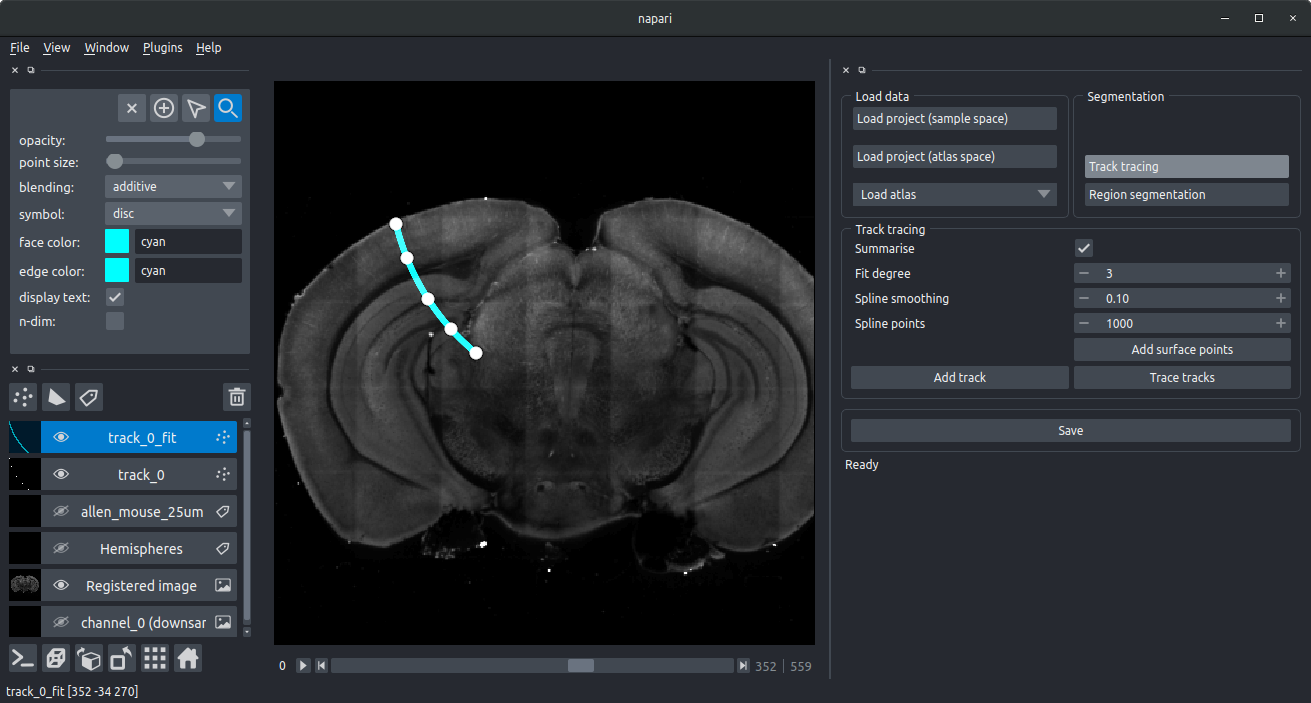 napari
File View Window Plugins Help
opacity:
point size:
blending: additive
symbol: disc
face color: cyan
edge color: cyan
display text:
n-dim:
track_0_fit
track_0
allen_mouse_25um
Hemispheres
Registered image
channel_0 (downsar
0
352 | 559
track_0_fit [352 -34 270]
Load data
Load project (sample space)
Load project (atlas space)
Load atlas
Segmentation
Track tracing
Region segmentation
Track tracing
Summarise
Fit degree 3
Spline smoothing 0.10
Spline points 1000
Add surface points
Add track Trace tracks
Save
Ready